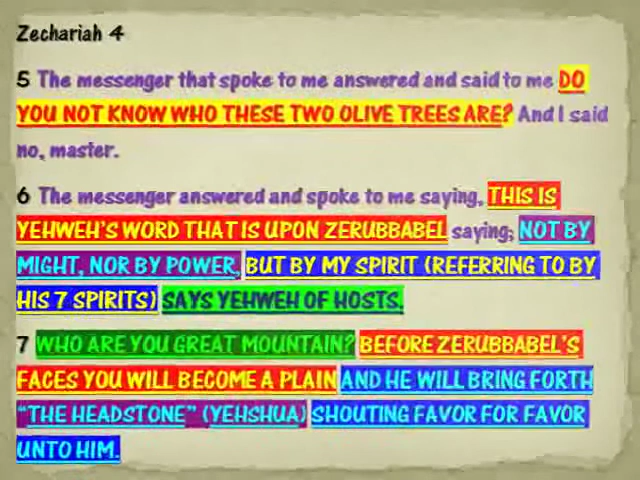 Zechariah 4
5 The messenger that spoke to me answered and said to me DO
YOU NOT KNOW WHO THESE TWO OLIVE TREES ARE? And I said
no, master.
6 The messenger answered and spoke to me saying, THIS IS
YEHWEH'S WORD THAT IS UPON ZERUBBABEL saying; NOT BY
MIGHT, NOR BY POWER, BUT BY MY SPIRIT (REFERRING TO BY
HIS 7 SPIRITS) SAYS YEHWEH OF HOSTS.
7 WHO ARE YOU GREAT MOUNTAIN? BEFORE ZERUBBABEL'S
FACES YOU WILL BECOME A PLAIN AND HE WILL BRING FORTH
"THE HEADSTONE" (YEHSHUA) SHOUTING FAVOR FOR FAVOR
UNTO HIM.